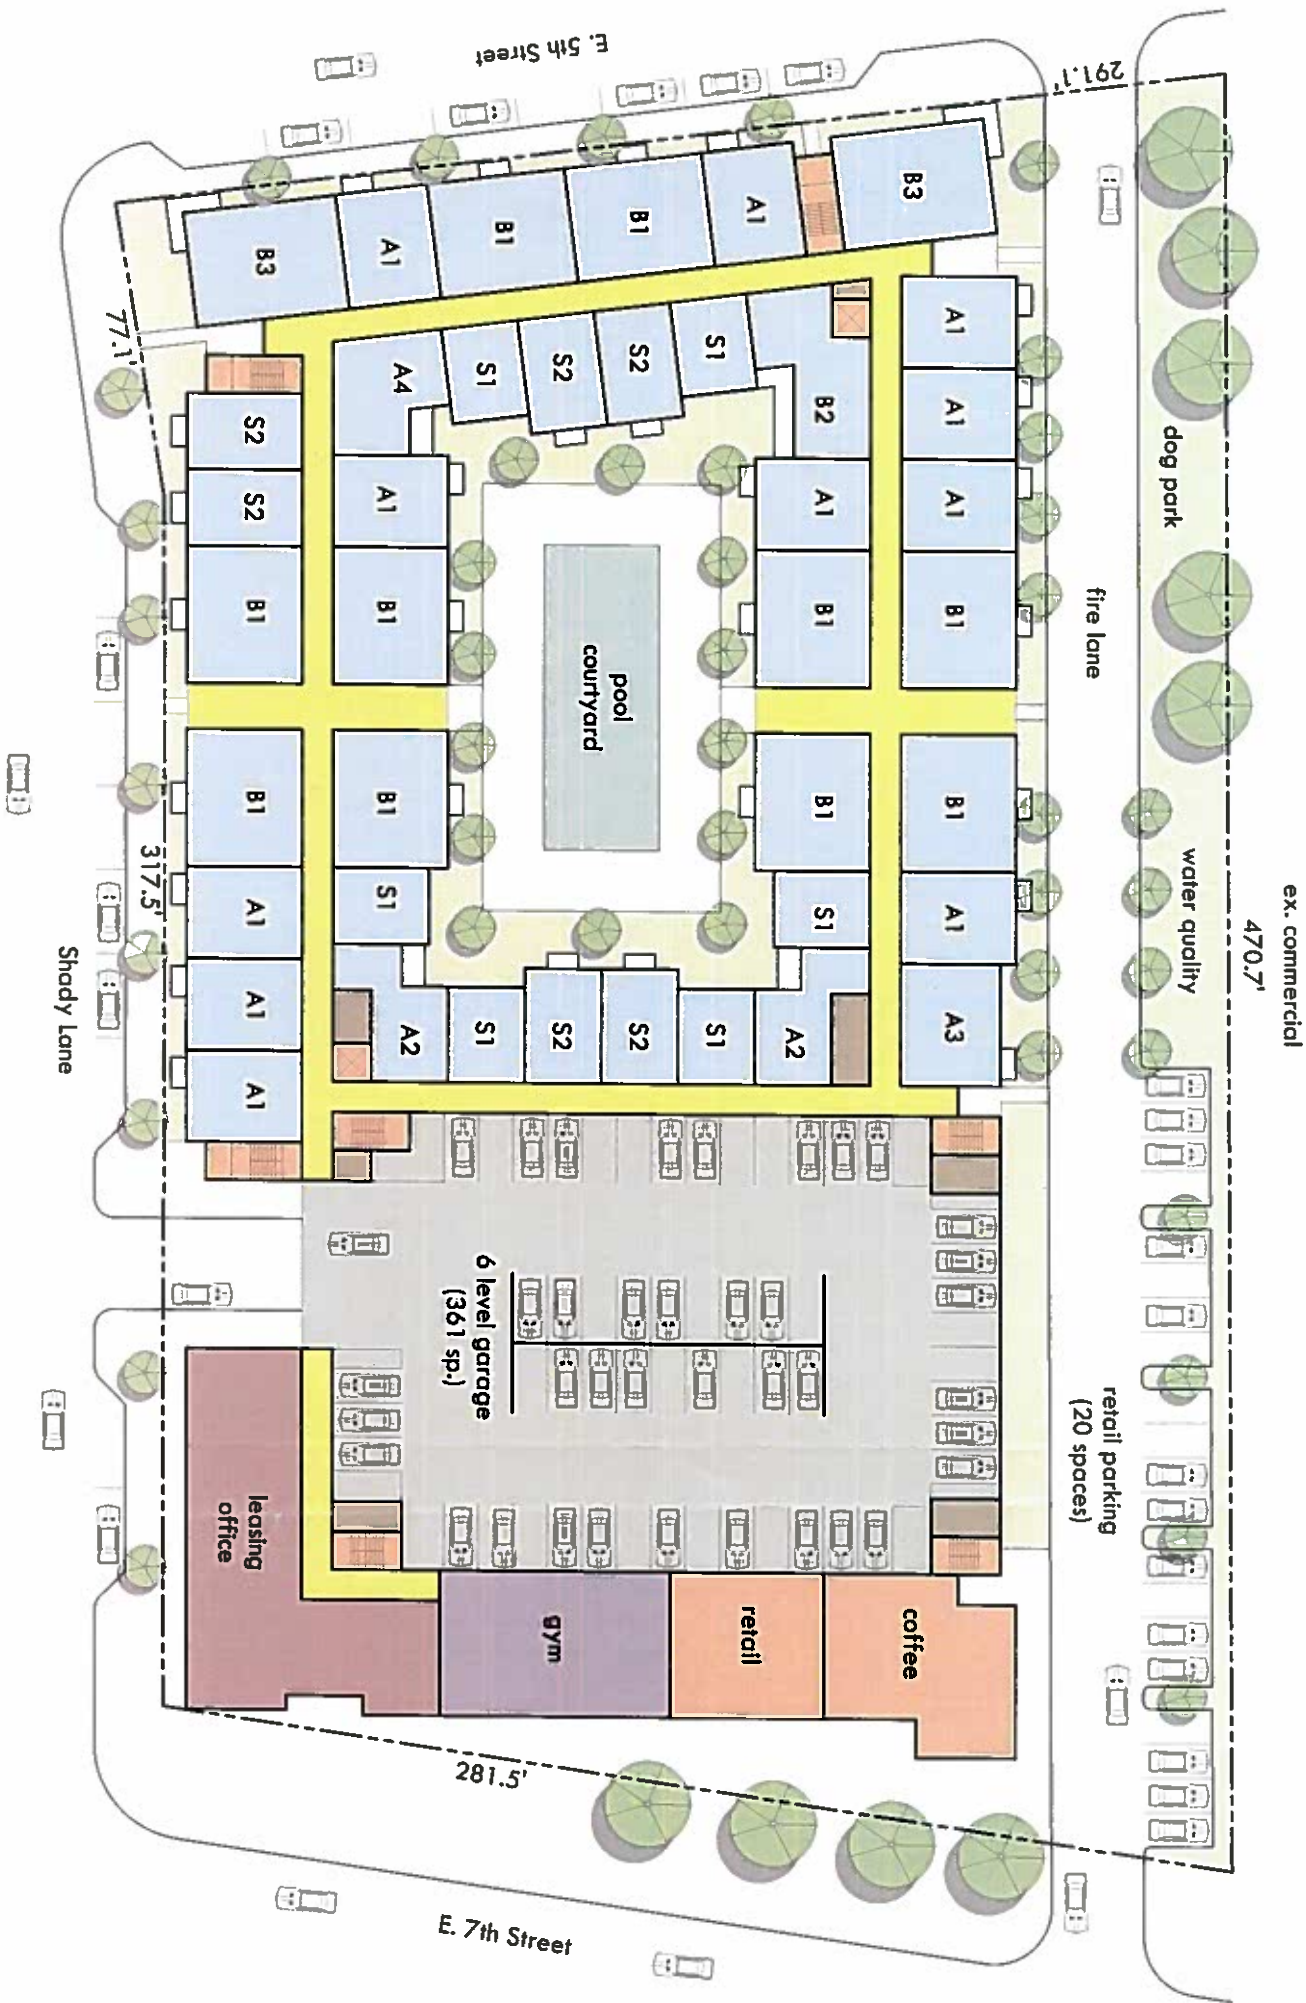 ex. commercial
470.7'
dog park
water quality
291.1'
fire lane
retail parking
(20 spaces)
A1
A1
A1
B1
B1
A1
A3
B3
coffee
B2
A1
B1
B1
S1
A2
A1
retail
S1
S1
B1
S2
S2
pool
courtyard
E. 5th Street
S2
S2
gym
B1
S1
S1
6 level garage
(361 sp.)
281.5'
E. 7th Street
A4
A2
A1
A1
B1
B1
S1
B3
S2
S2
B1
B1
A1
A1
A1
leasing
office
77.1'
317.5'
Shady Lane